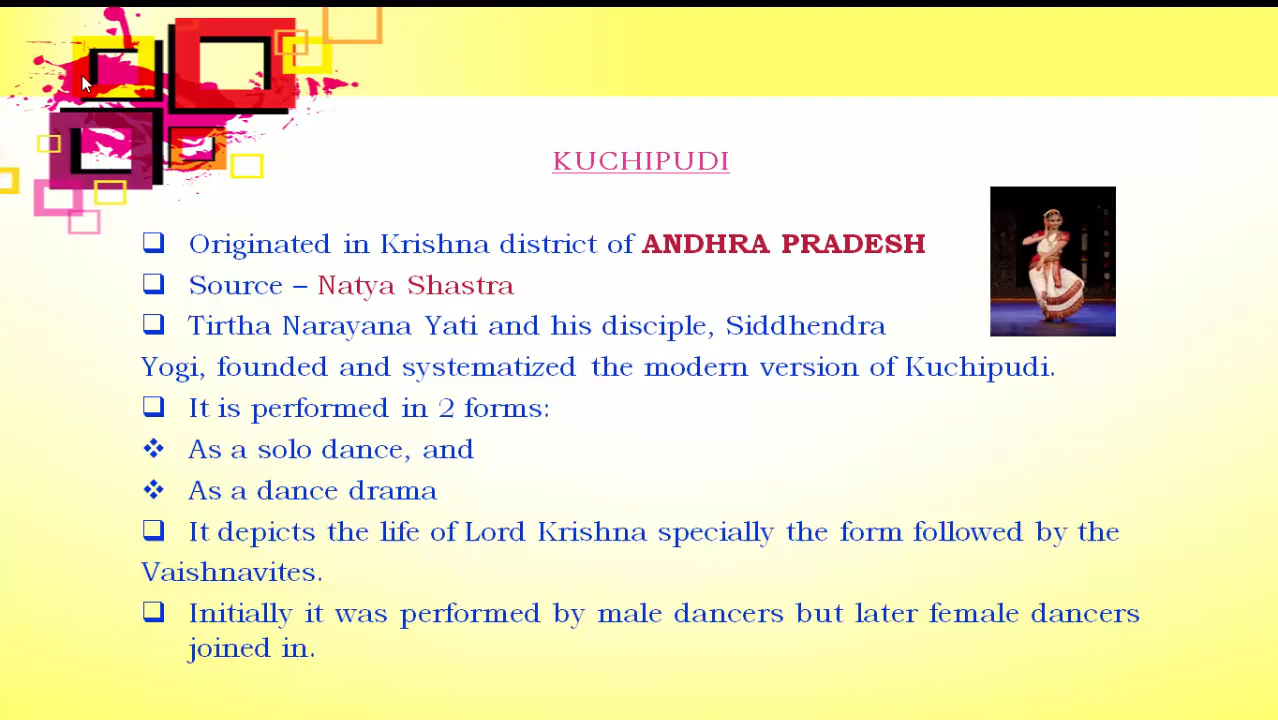 KUCHIPUDI
❑ Originated in Krishna district of ANDHRA PRADESH
❑ Source – Natya Shastra
❑ Tirtha Narayana Yati and his disciple, Siddhendra
Yogi, founded and systematized the modern version of Kuchipudi.
❑ It is performed in 2 forms:
❖ As a solo dance, and
❖ As a dance drama
❑ It depicts the life of Lord Krishna specially the form followed by the
Vaishnavites.
❑ Initially it was performed by male dancers but later female dancers
joined in.